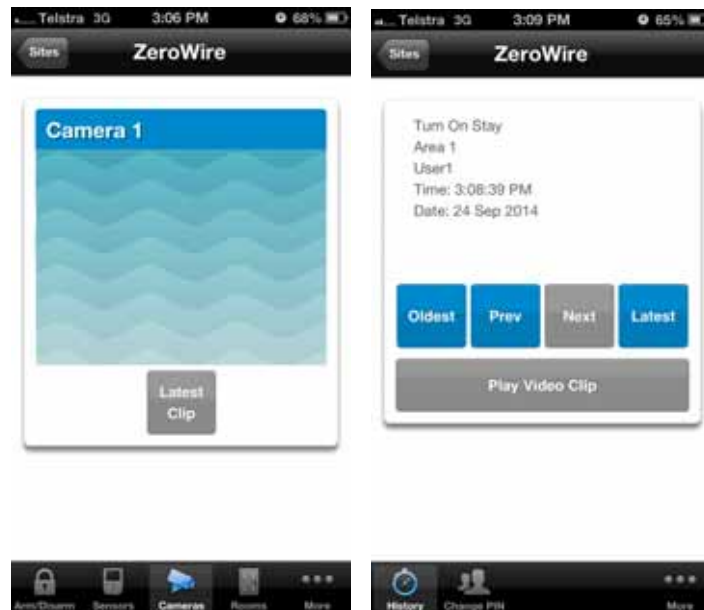 Telstra 3G 3:06 PM 68%
Sites ZeroWire
Camera 1
Latest
Clip
Arm/Disarm Sensors Cameras Rooms More
Telstra 3G 3:09 PM 65%
Sites ZeroWire
Turn On Stay
Area 1
User1
Time: 3:08:39 PM
Date: 24 Sep 2014
Oldest Prev Next Latest
Play Video Clip
History Change PIN More